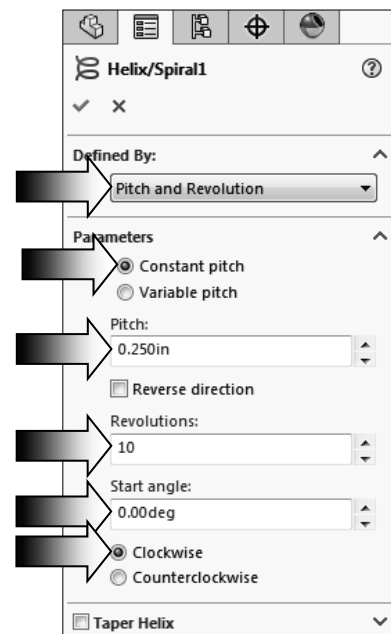 Helix/Spiral1
Defined By:
Pitch and Revolution
Parameters
Constant pitch
Variable pitch
Pitch:
0.250in
Reverse direction
Revolutions:
10
Start angle:
0.00deg
Clockwise
Counterclockwise
Taper Helix